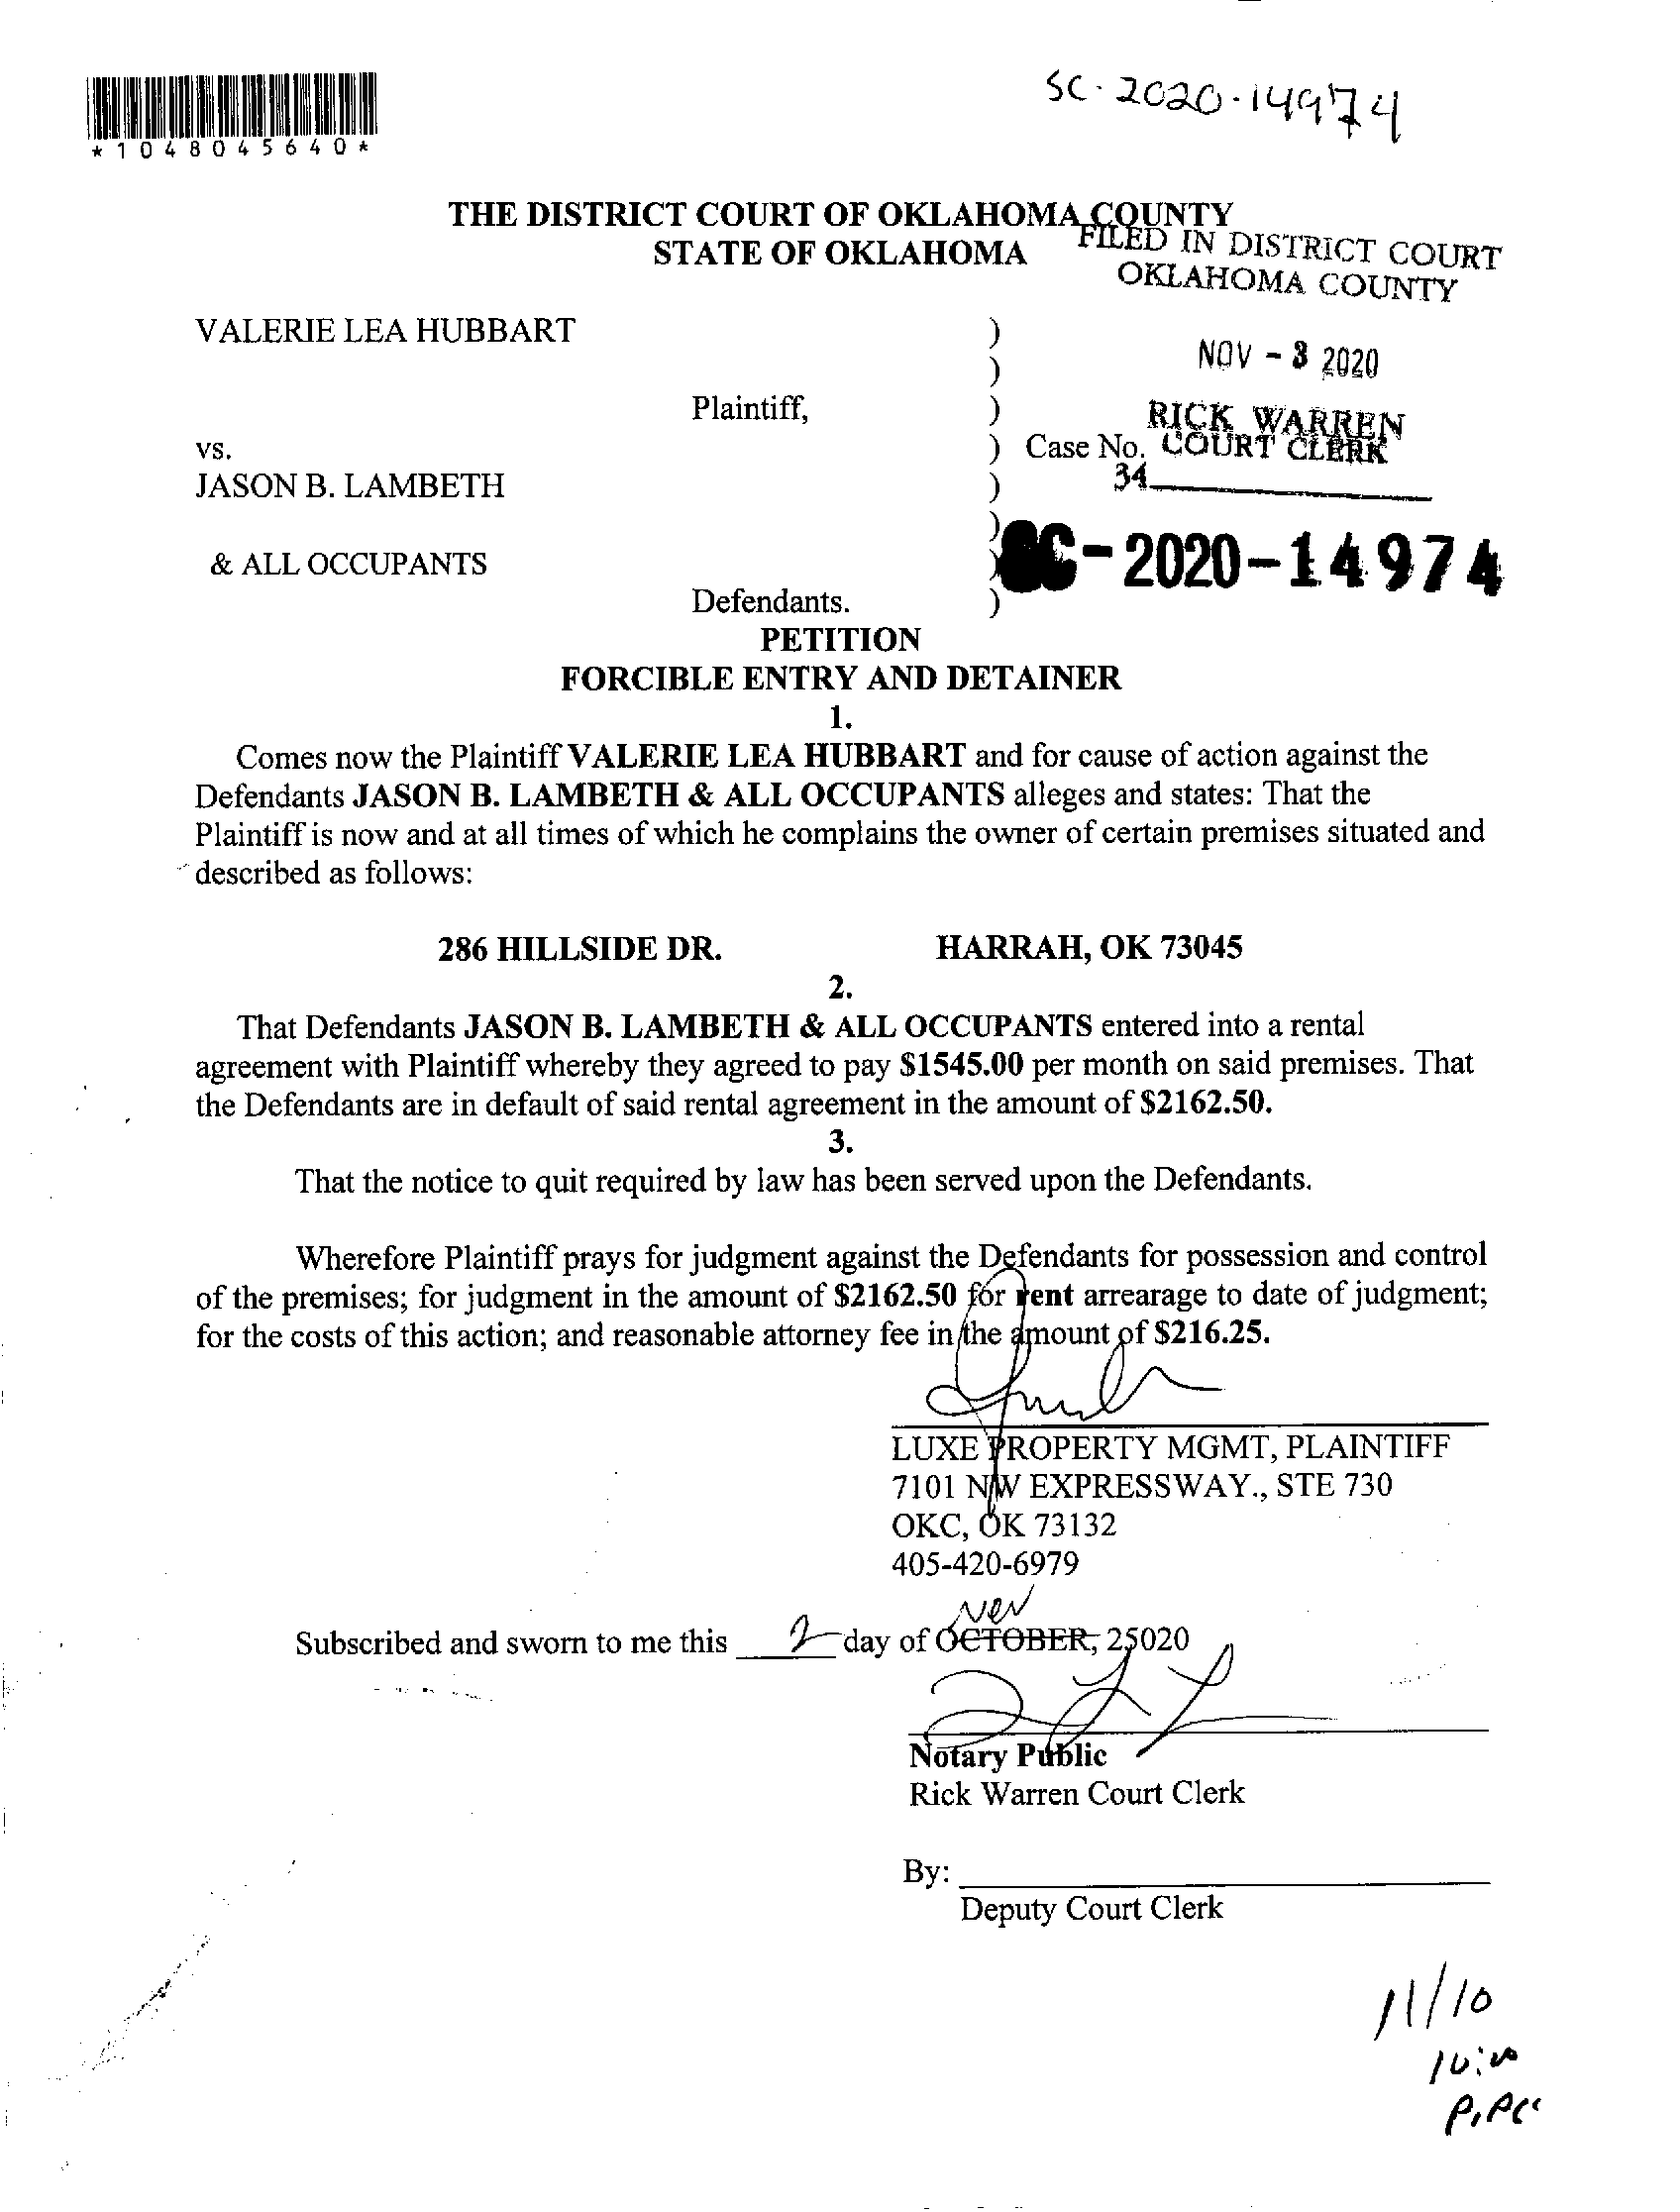 SC-2020-14974
*1048045640*
THE DISTRICT COURT OF OKLAHOMA COUNTY
STATE OF OKLAHOMA
FILED IN DISTRICT COURT
OKLAHOMA COUNTY
VALERIE LEA HUBBART )
)
NOV - 3 2020
Plaintiff, )
RICK WARREN
vs. ) Case No. COURT CLERK
JASON B. LAMBETH )
34
)
& ALL OCCUPANTS )
SC-2020-14974
Defendants. )
PETITION
FORCIBLE ENTRY AND DETAINER
1.
Comes now the Plaintiff VALERIE LEA HUBBART and for cause of action against the
Defendants JASON B. LAMBETH & ALL OCCUPANTS alleges and states: That the
Plaintiff is now and at all times of which he complains the owner of certain premises situated and
described as follows:
286 HILLSIDE DR. HARRAH, OK 73045
2.
That Defendants JASON B. LAMBETH & ALL OCCUPANTS entered into a rental
agreement with Plaintiff whereby they agreed to pay $1545.00 per month on said premises. That
the Defendants are in default of said rental agreement in the amount of $2162.50.
3.
That the notice to quit required by law has been served upon the Defendants.
Wherefore Plaintiff prays for judgment against the Defendants for possession and control
of the premises; for judgment in the amount of $2162.50 for rent arrearage to date of judgment;
for the costs of this action; and reasonable attorney fee in the amount of $216.25.
LUXE PROPERTY MGMT, PLAINTIFF
7101 NW EXPRESSWAY., STE 730
OKC, OK 73132
405-420-6979
Nov
Subscribed and sworn to me this 2 day of OCTOBER, 25020
Notary Public
Rick Warren Court Clerk
By:
Deputy Court Clerk
11/10